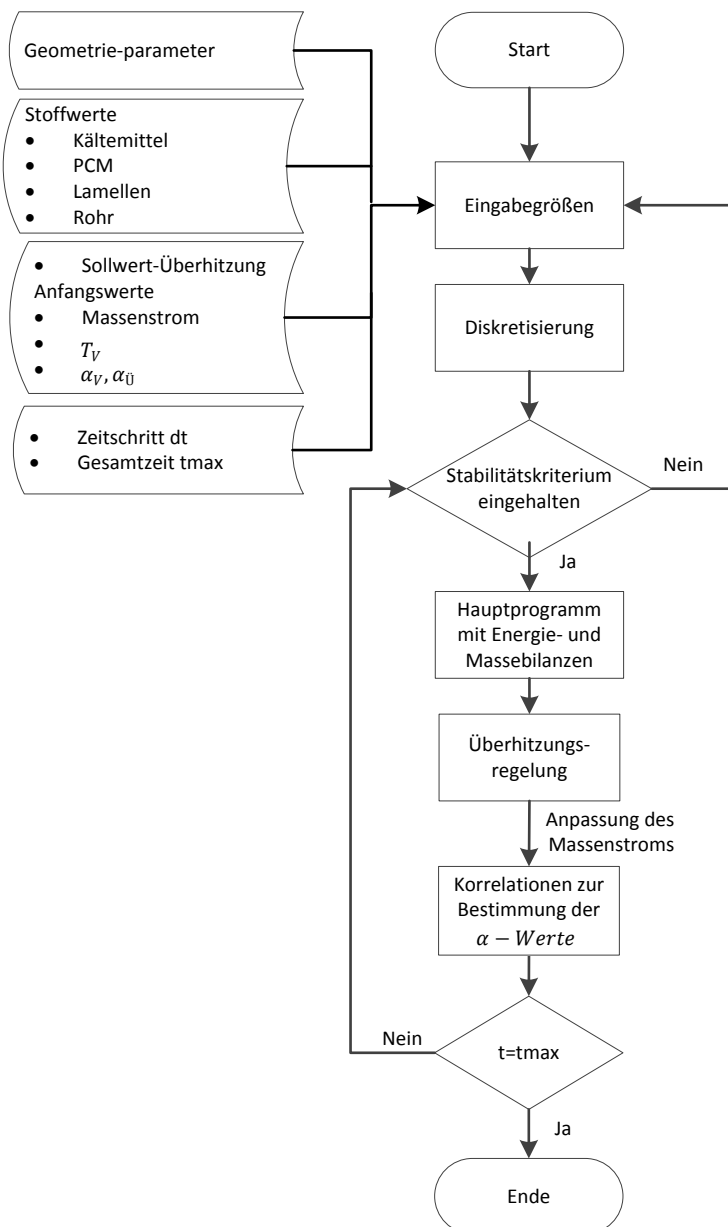 Geometrie-parameter
Stoffwerte
• Kältemittel
• PCM
• Lamellen
• Rohr
• Sollwert-Überhitzung
Anfangswerte
• Massenstrom
• T_V
• α_V, α_Ü
• Zeitschritt dt
• Gesamtzeit tmax
Start
Eingabegrößen
Diskretisierung
Stabilitätskriterium
eingehalten
Nein
Ja
Hauptprogramm
mit Energie- und
Massebilanzen
Überhitzungs-
regelung
Anpassung des
Massenstroms
Korrelationen zur
Bestimmung der
α − Werte
Nein
t=tmax
Ja
Ende